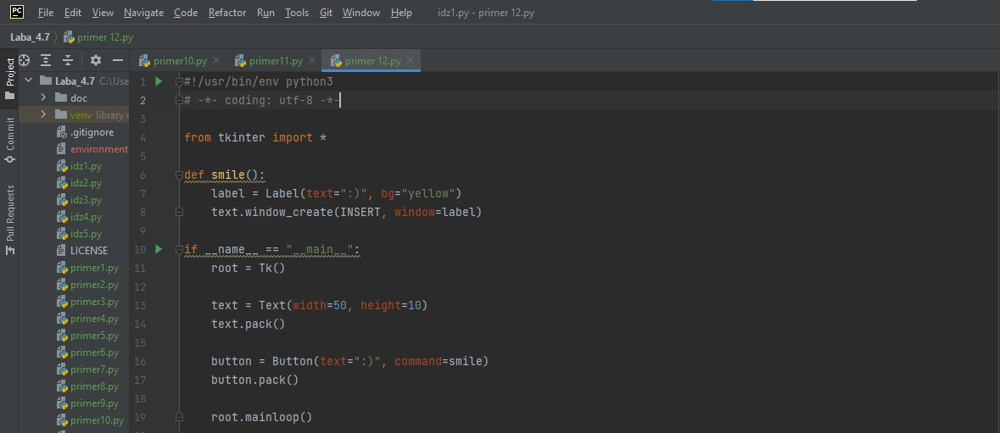 PC File Edit View Navigate Code Refactor Run Tools Git Window Help idz1.py - primer 12.py
Laba_4.7 primer 12.py
primer10.py primer11.py primer 12.py
Project
Commit
Pull Requests
Laba_4.7 C:\Use
doc
venv library r
.gitignore
environment
idz1.py
idz2.py
idz3.py
idz4.py
idz5.py
LICENSE
primer1.py
primer2.py
primer3.py
primer4.py
primer5.py
primer6.py
primer7.py
primer8.py
primer9.py
primer10.py
1 #!/usr/bin/env python3
2 # -*- coding: utf-8 -*-
3
4 from tkinter import *
5
6 def smile():
7 label = Label(text=":)", bg="yellow")
8 text.window_create(INSERT, window=label)
9
10 if __name__ == "__main__":
11 root = Tk()
12
13 text = Text(width=50, height=10)
14 text.pack()
15
16 button = Button(text=":)", command=smile)
17 button.pack()
18
19 root.mainloop()